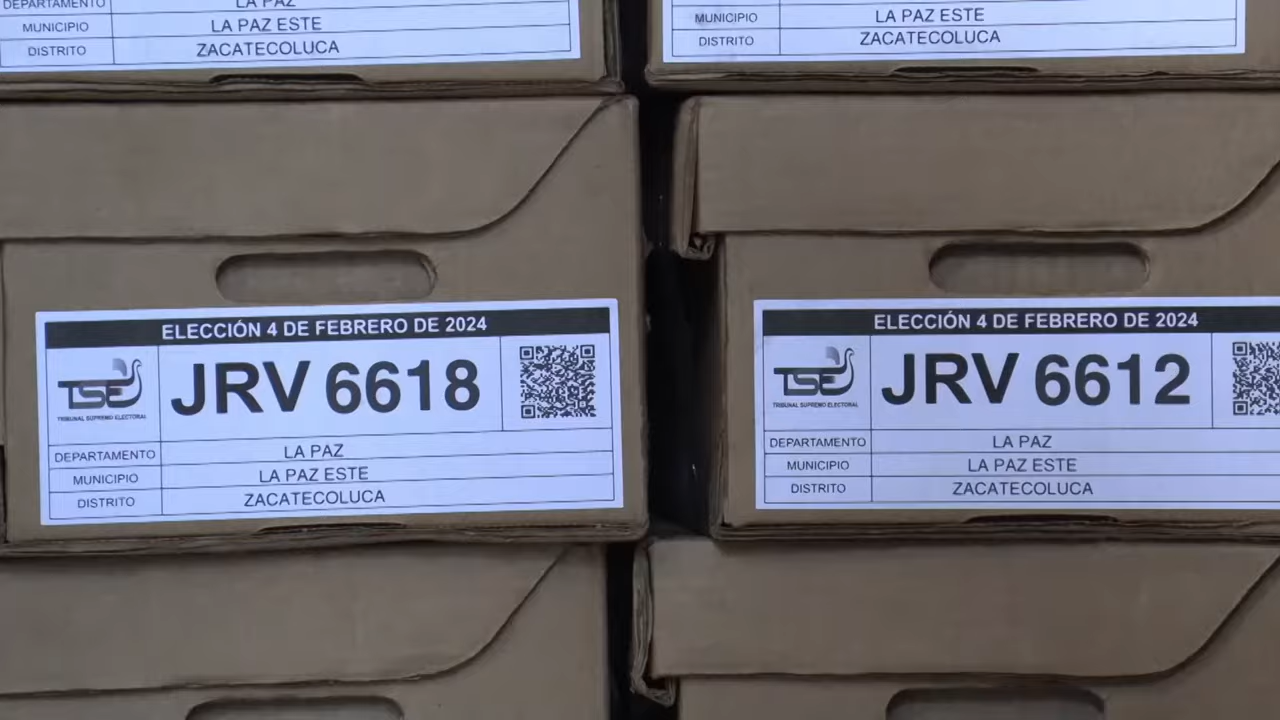 DEPARTAMENTO LA PAZ
MUNICIPIO LA PAZ ESTE
DISTRITO ZACATECOLUCA
MUNICIPIO LA PAZ ESTE
DISTRITO ZACATECOLUCA
ELECCIÓN 4 DE FEBRERO DE 2024
TSE
TRIBUNAL SUPREMO ELECTORAL
JRV 6618
DEPARTAMENTO LA PAZ
MUNICIPIO LA PAZ ESTE
DISTRITO ZACATECOLUCA
ELECCIÓN 4 DE FEBRERO DE 2024
TSE
TRIBUNAL SUPREMO ELECTORAL
JRV 6612
DEPARTAMENTO LA PAZ
MUNICIPIO LA PAZ ESTE
DISTRITO ZACATECOLUCA